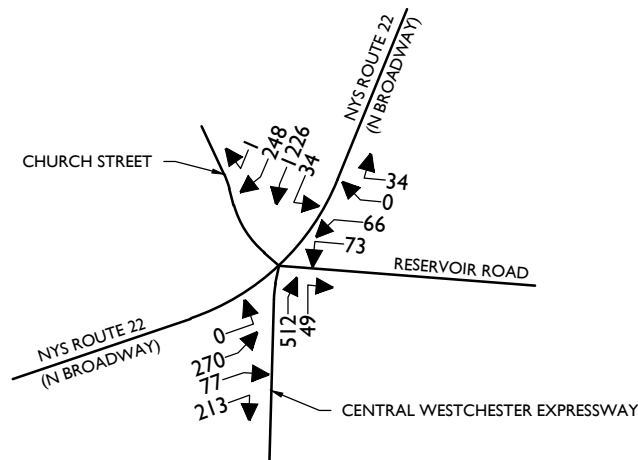 NYS ROUTE 22
(N BROADWAY)
1
248
1226
34
CHURCH STREET
34
0
66
73
RESERVOIR ROAD
512
49
NYS ROUTE 22
(N BROADWAY)
0
270
77
213
CENTRAL WESTCHESTER EXPRESSWAY